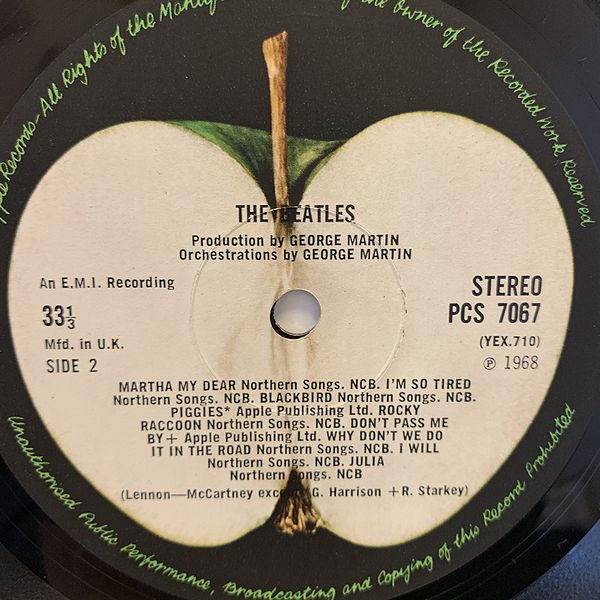 Apple Records-All Rights of the Manuf of the Owner of the Recorded Work Reserved
THE BEATLES
Production by GEORGE MARTIN
Orchestrations by GEORGE MARTIN
An E.M.I. Recording
33⅓
Mfd. in U.K.
SIDE 2
STEREO
PCS 7067
(YEX.710)
Ⓟ 1968
MARTHA MY DEAR Northern Songs. NCB. I'M SO TIRED
Northern Songs. NCB. BLACKBIRD Northern Songs. NCB.
PIGGIES* Apple Publishing Ltd. ROCKY
RACCOON Northern Songs. NCB. DON'T PASS ME
BY+ Apple Publishing Ltd. WHY DON'T WE DO
IT IN THE ROAD Northern Songs. NCB. I WILL
Northern Songs. NCB. JULIA
Northern Songs. NCB
(Lennon—McCartney except *G. Harrison +R. Starkey)
Unauthorised Public Performance, Broadcasting and Copying of this Record Prohibited